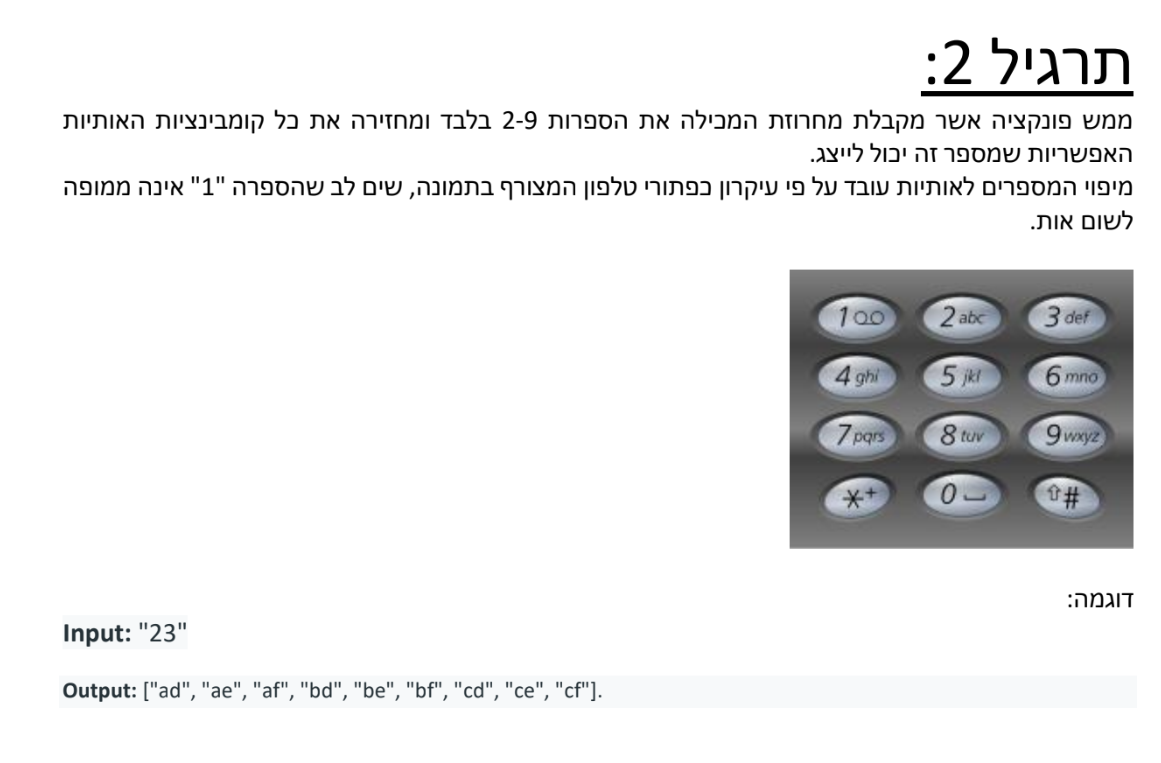 תרגיל 2:
ממש פונקציה אשר מקבלת מחרוזת המכילה את הספרות 2-9 בלבד ומחזירה את כל קומבינציות האותיות
האפשריות שמספר זה יכול לייצג.
מיפוי המספרים לאותיות עובד על פי עיקרון כפתורי טלפון המצורף בתמונה, שים לב שהספרה "1" אינה ממופה
לשום אות.
1 2 abc 3 def
4 ghi 5 jkl 6 mno
7 pqrs 8 tuv 9 wxyz
*+ 0 ⇧#
דוגמה:
Input: "23"
Output: ["ad", "ae", "af", "bd", "be", "bf", "cd", "ce", "cf"].